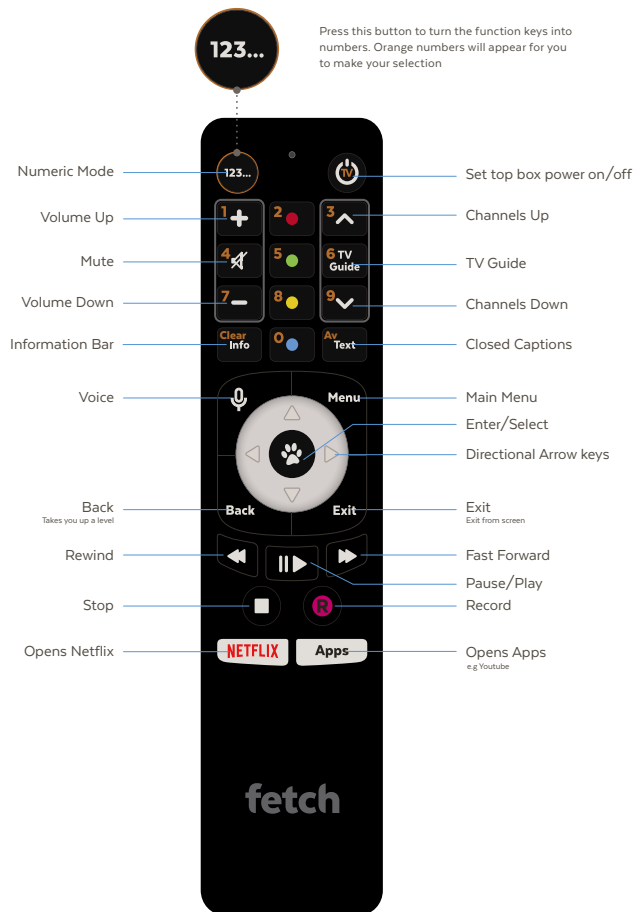 123...
Press this button to turn the function keys into
numbers. Orange numbers will appear for you
to make your selection
Numeric Mode
123...
TV
Set top box power on/off
Volume Up
1
2
3
Channels Up
Mute
4
5
6 TV
Guide
TV Guide
Volume Down
7
8
9
Channels Down
Information Bar
Clear
Info
0
Av
Text
Closed Captions
Voice
Menu
Main Menu
Enter/Select
Directional Arrow keys
Back
Takes you up a level
Back
Exit
Exit
Exit from screen
Rewind
Fast Forward
Pause/Play
Stop
R
Record
Opens Netflix
NETFLIX
Apps
Opens Apps
e.g Youtube
fetch